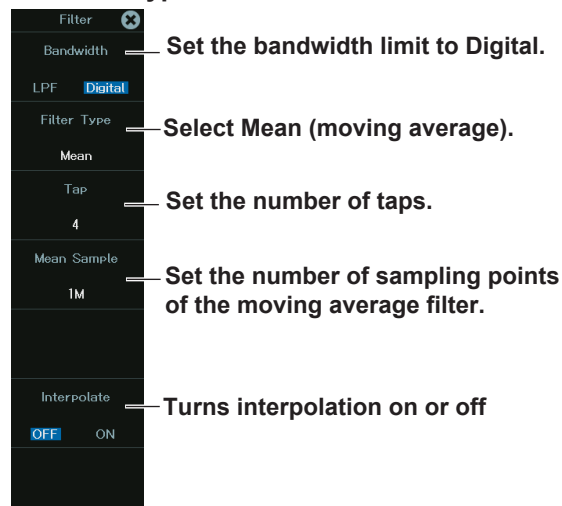 Filter
Bandwidth
Set the bandwidth limit to Digital.
LPF Digital
Filter Type
Select Mean (moving average).
Mean
Tap
Set the number of taps.
4
Mean Sample
Set the number of sampling points
of the moving average filter.
1M
Interpolate
Turns interpolation on or off
OFF ON